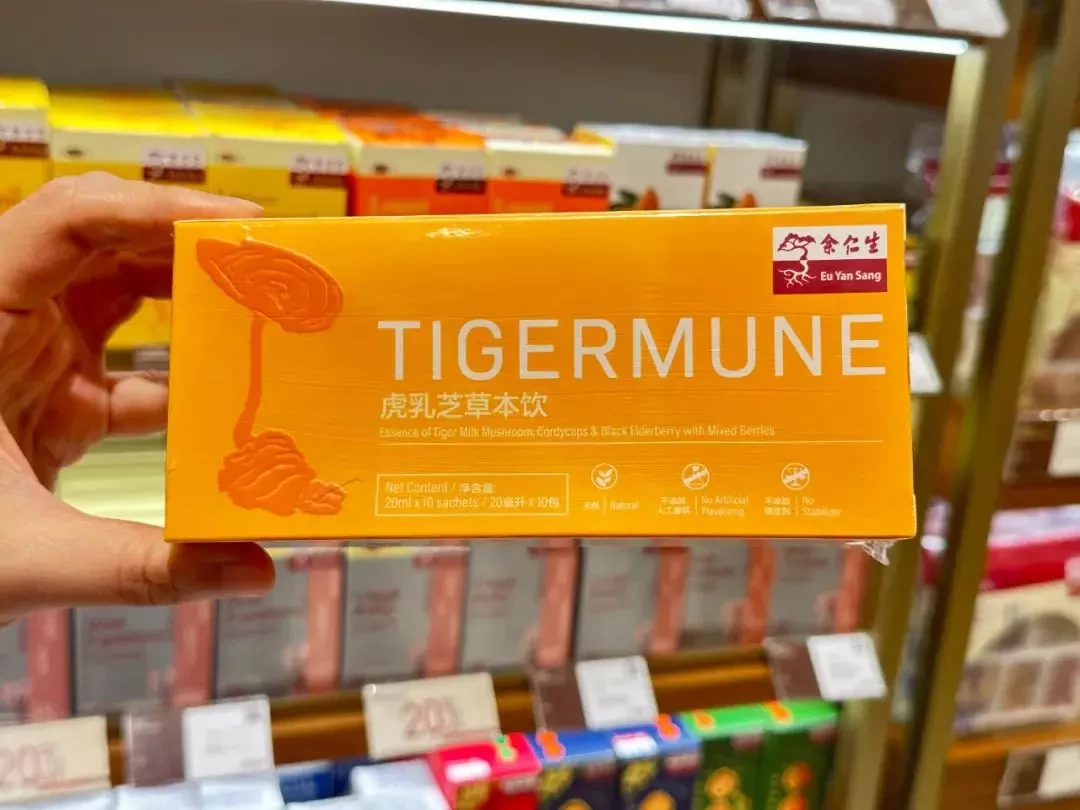 余仁生
Eu Yan Sang
TIGERMUNE
虎乳芝草本饮
Essence of Tiger Milk Mushroom, Cordyceps & Black Elderberry with Mixed Berries
Net Content / 净含量:
20ml x 10 sachets / 20毫升 x 10包
天然 Natural
不添加
人工香料
No Artificial
Flavouring
不添加
稳定剂
No
Stabilizer
20$